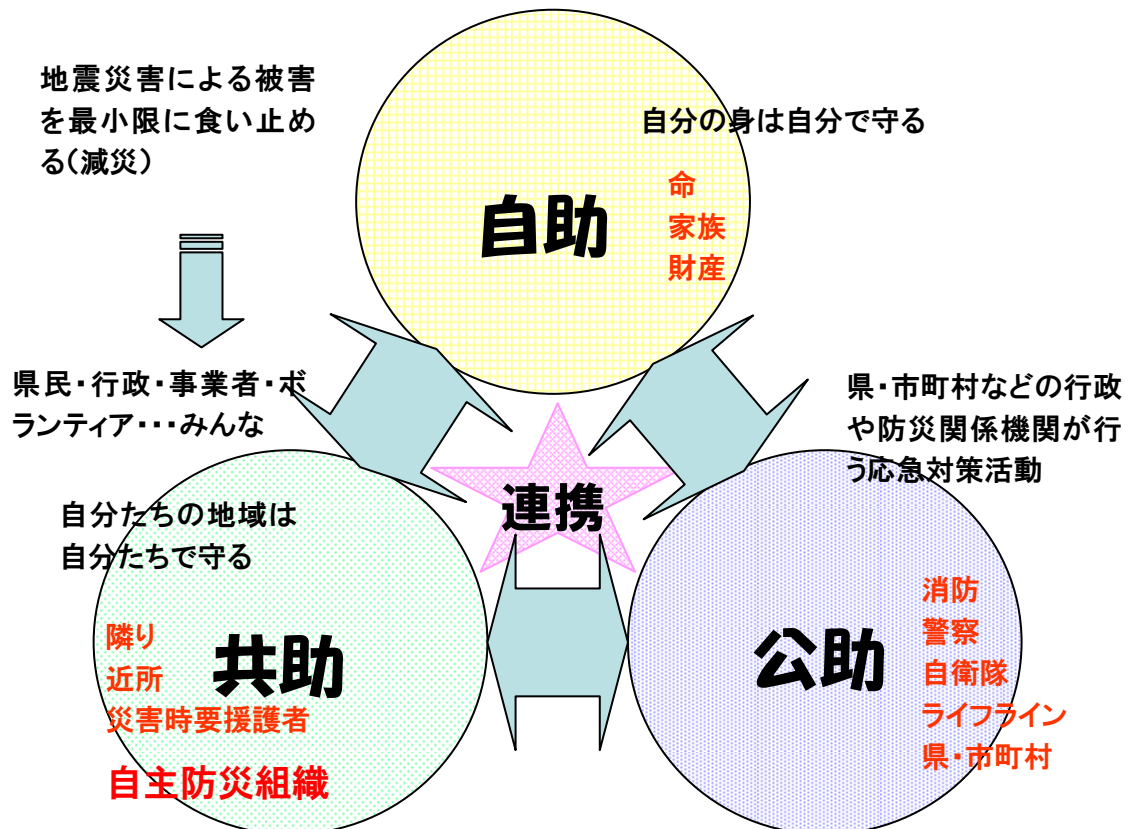 地震災害による被害
を最小限に食い止め
る(減災)
自分の身は自分で守る
自助
命
家族
財産
県民・行政・事業者・ボ
ランティア・・・みんな
県・市町村などの行政
や防災関係機関が行
う応急対策活動
連携
自分たちの地域は
自分たちで守る
共助
隣り
近所
災害時要援護者
自主防災組織
公助
消防
警察
自衛隊
ライフライン
県・市町村